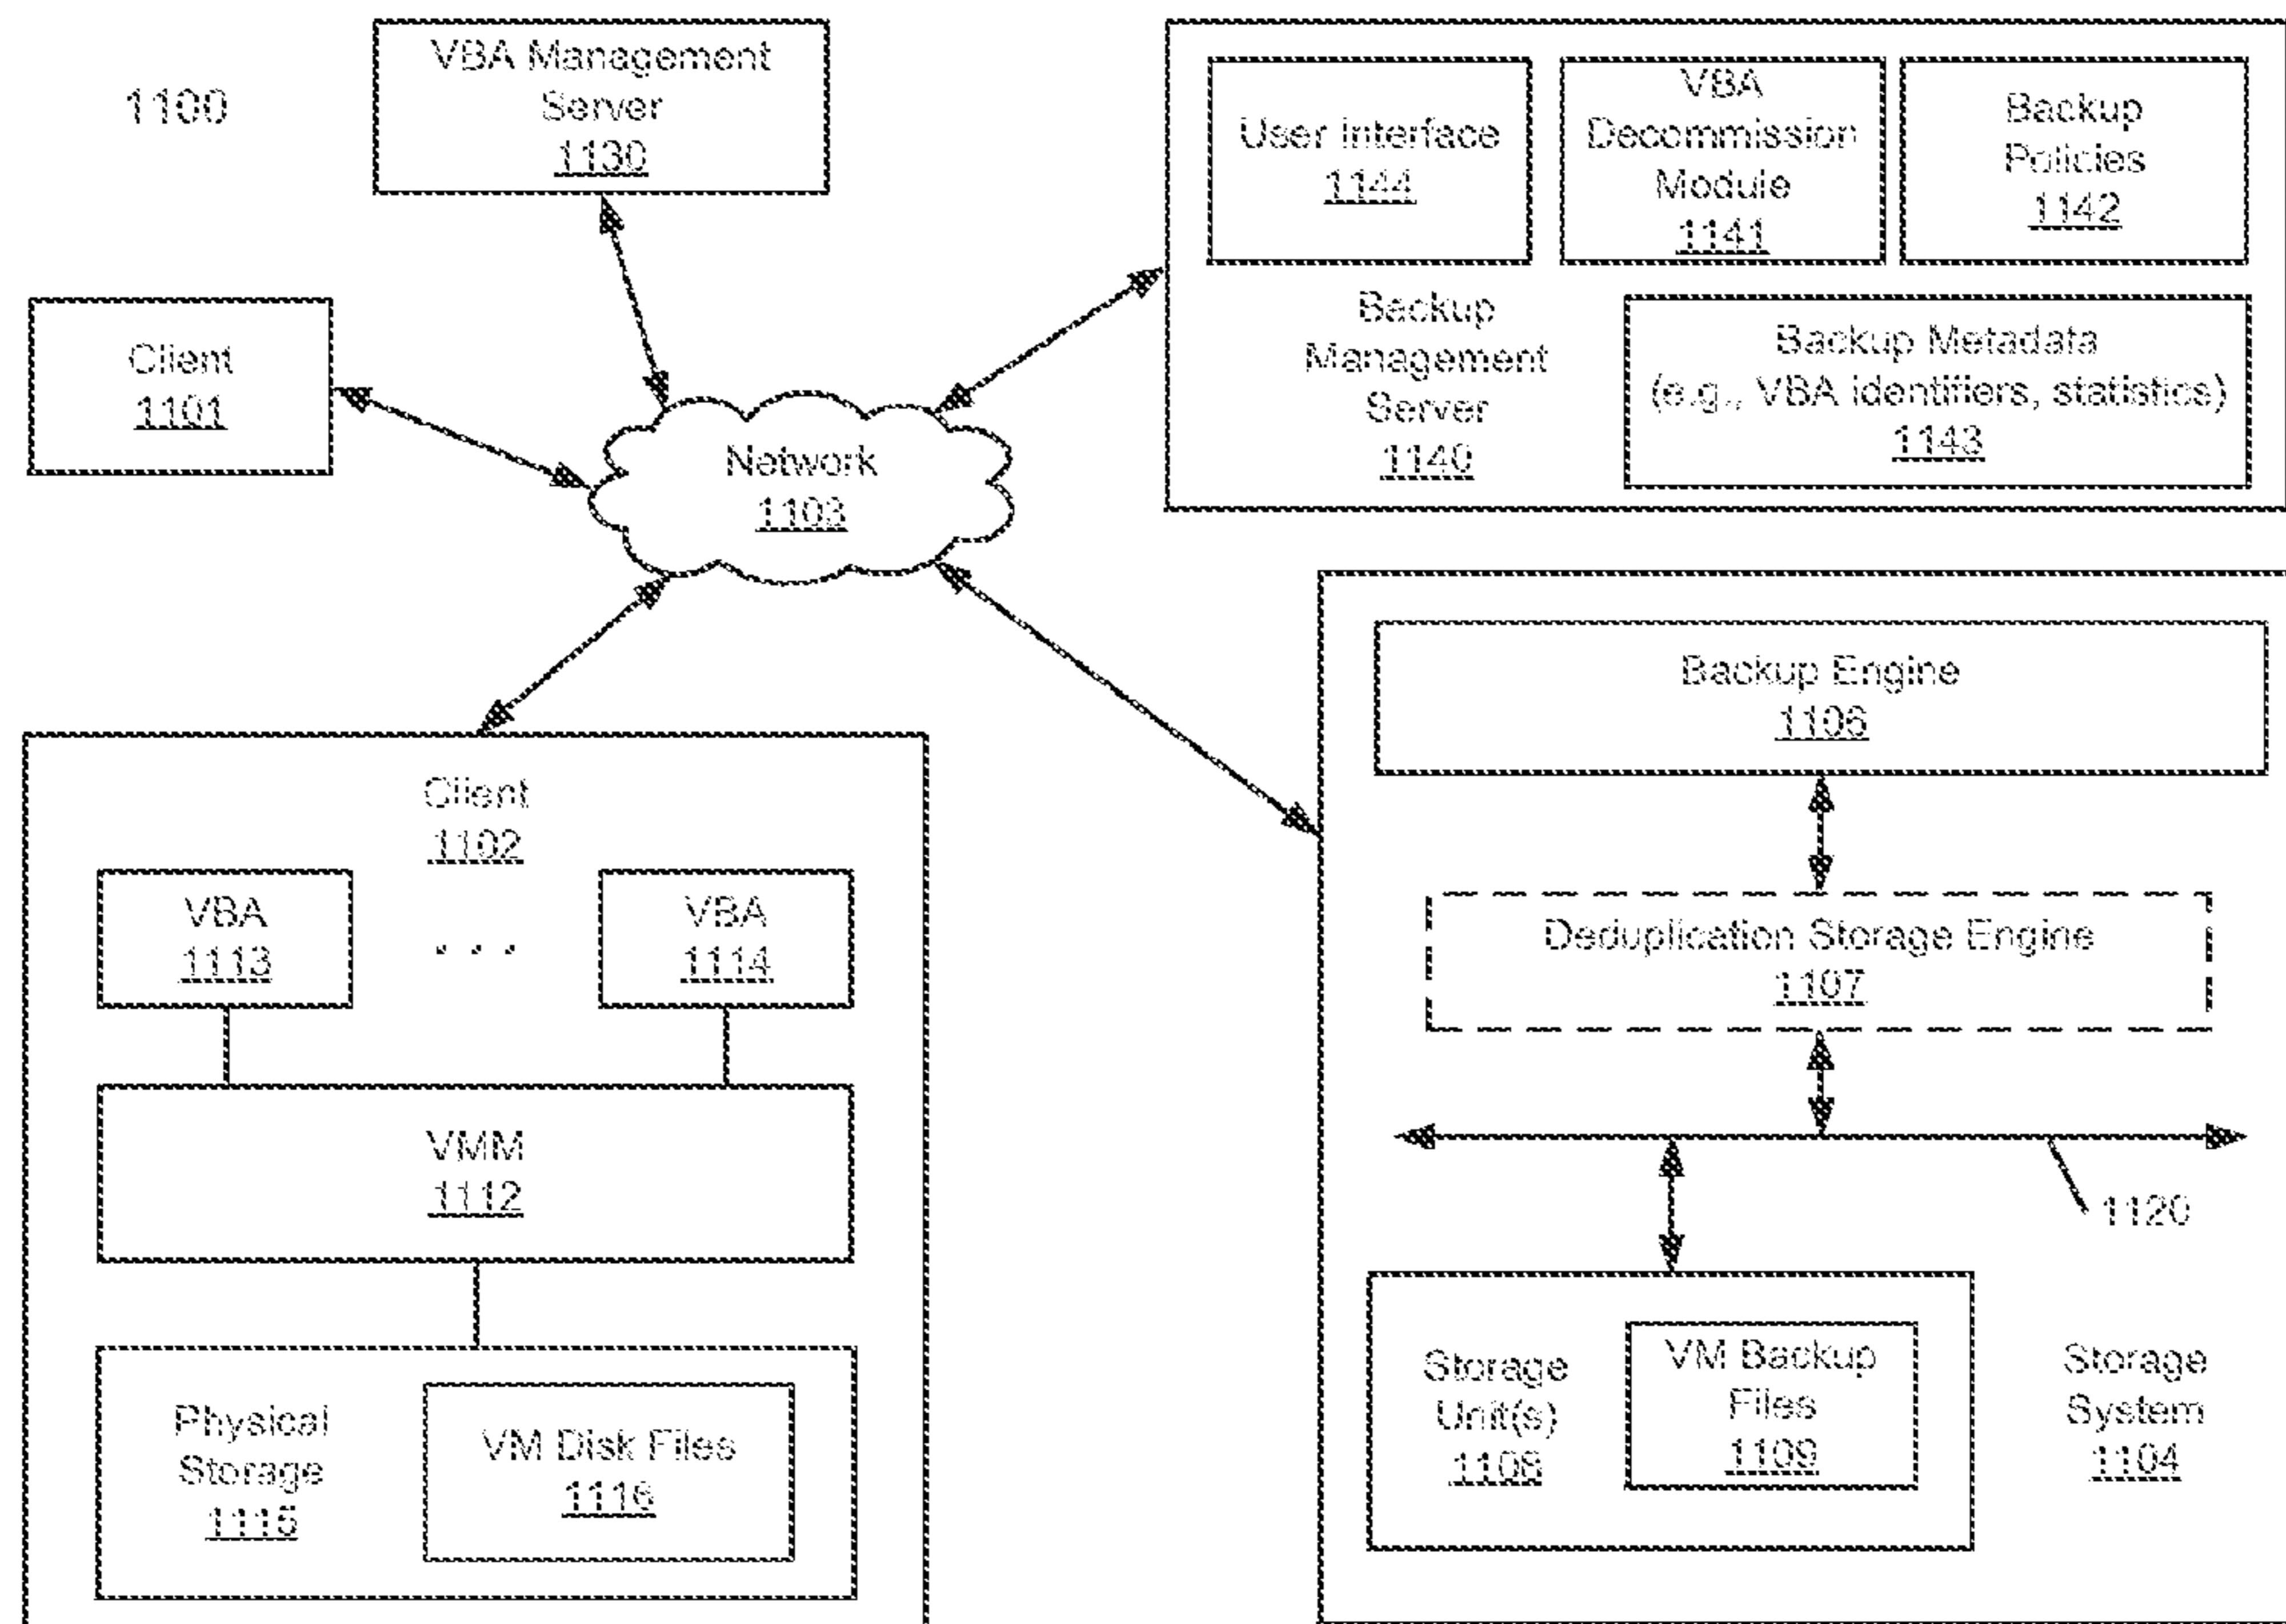 1100
VBA Management
Server
1130
User Interface
1144
VBA
Decommission
Module
1141
Backup
Policies
1142
Backup
Management
Server
1140
Backup Metadata
(e.g., VBA identifiers, statistics)
1143
Client
1101
Network
1103
Client
1102
VBA
1113
. . .
VBA
1114
VMM
1112
Physical
Storage
1115
VM Disk Files
1116
Backup Engine
1106
Deduplication Storage Engine
1107
1120
Storage
Unit(s)
1108
VM Backup
Files
1109
Storage
System
1104